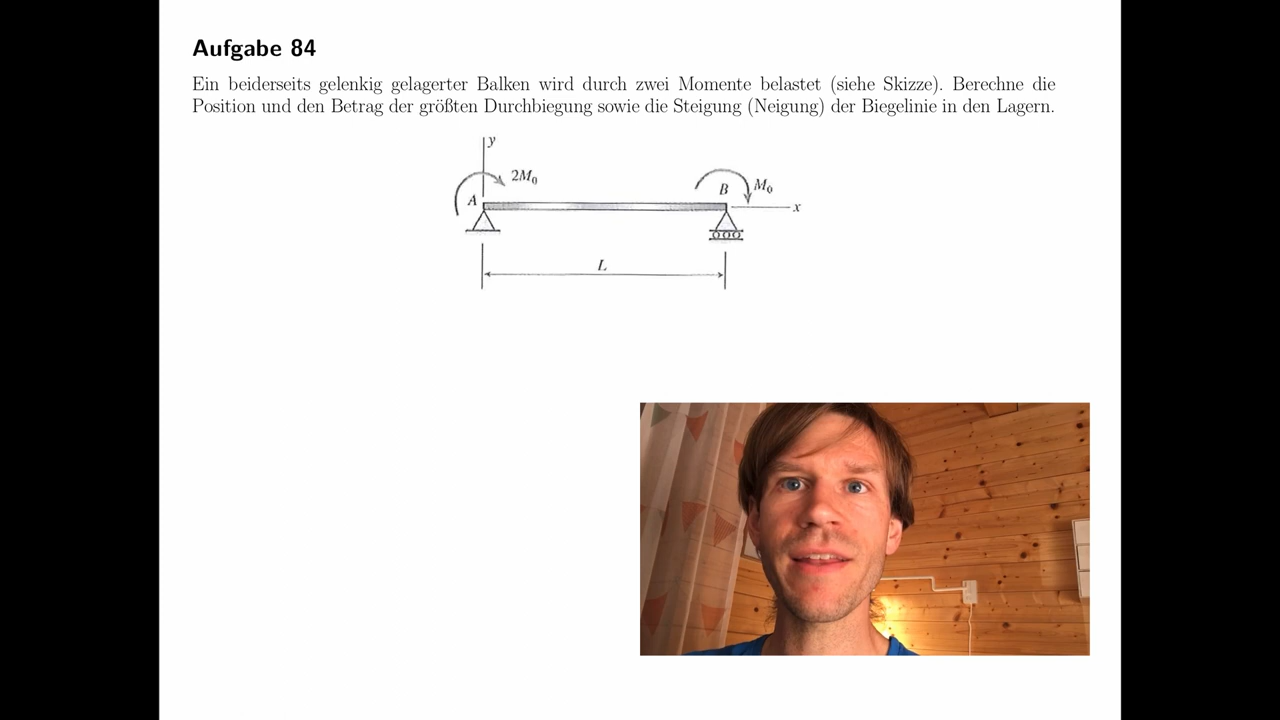 Aufgabe 84
Ein beiderseits gelenkig gelagerter Balken wird durch zwei Momente belastet (siehe Skizze). Berechne die
Position und den Betrag der größten Durchbiegung sowie die Steigung (Neigung) der Biegelinie in den Lagern.
y
2M₀
A
B
M₀
x
L